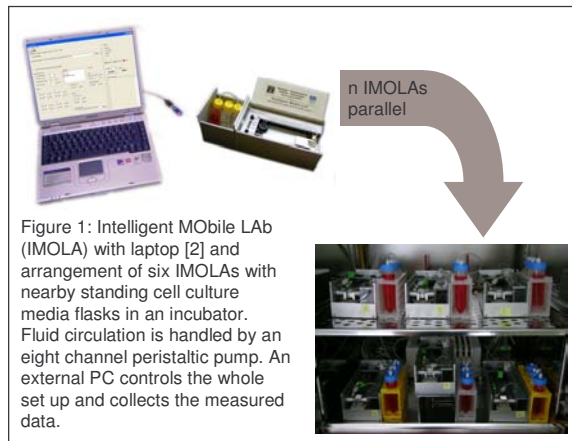 n IMOLAs
parallel
Figure 1: Intelligent MObile LAb
(IMOLA) with laptop [2] and
arrangement of six IMOLAs with
nearby standing cell culture
media flasks in an incubator.
Fluid circulation is handled by an
eight channel peristaltic pump. An
external PC controls the whole
set up and collects the measured
data.